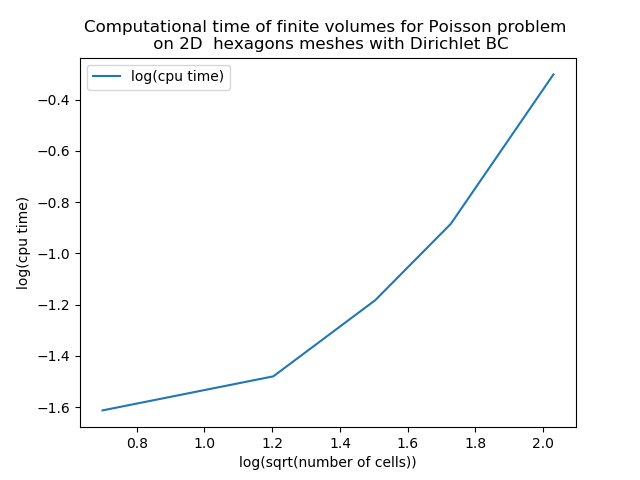 Computational time of finite volumes for Poisson problem
on 2D  hexagons meshes with Dirichlet BC
log(cpu time)
log(cpu time)
−0.4
−0.6
−0.8
−1.0
−1.2
−1.4
−1.6
0.8 1.0 1.2 1.4 1.6 1.8 2.0
log(sqrt(number of cells))